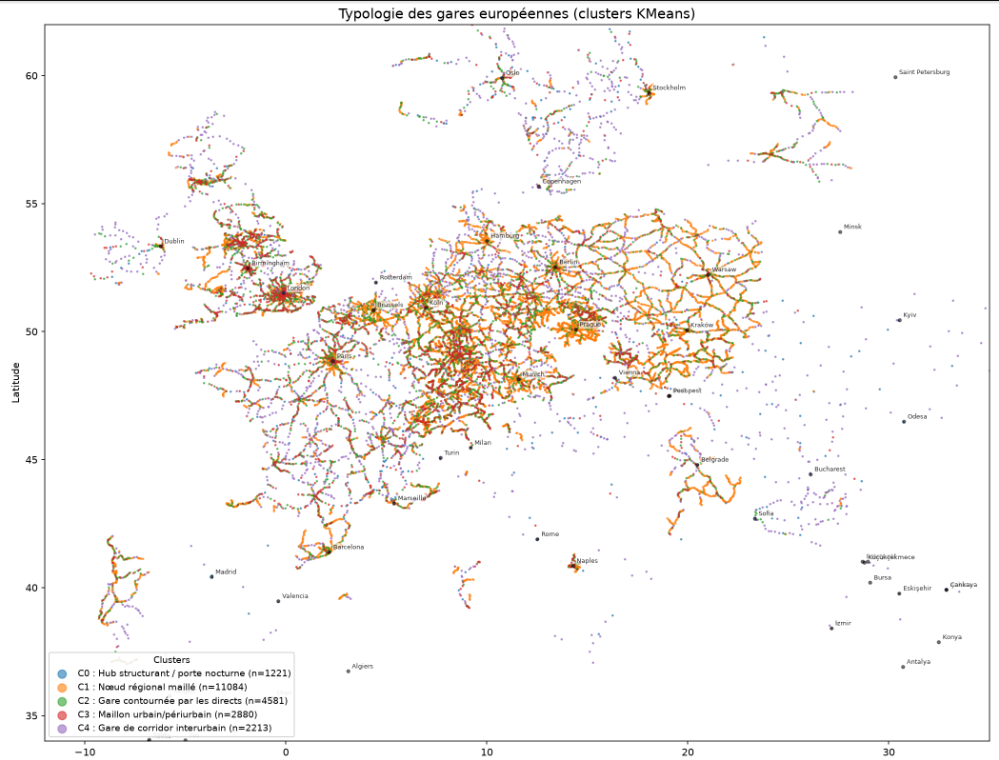 Typologie des gares européennes (clusters KMeans)
60
Saint Petersburg
Oslo
Stockholm
Copenhagen
55
Minsk
Dublin
Hamburg
Birmingham
Berlin
Warsaw
Rotterdam
London
Köln
Brussels
Kyiv
Prague
Kraków
50
Latitude
Paris
Vienna
Munich
Budapest
Odesa
Milan
Turin
45
Belgrade
Bucharest
Marseille
Sofia
Rome
Barcelona
Naples
Madrid
Bursa
Çankaya
40
Eskişehir
Valencia
İzmir
Konya
Algiers
Antalya
Clusters
C0 : Hub structurant / porte nocturne (n=1221)
C1 : Nœud régional maillé (n=11084)
C2 : Gare contournée par les directs (n=4581)
C3 : Maillon urbain/périurbain (n=2880)
C4 : Gare de corridor interurbain (n=2213)
35
−10 0 10 20 30